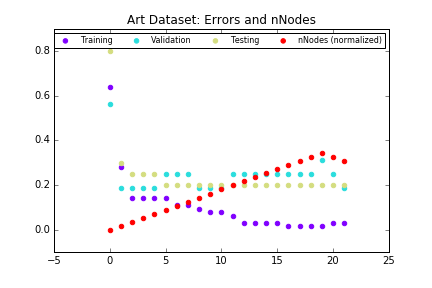 Art Dataset: Errors and nNodes
Training Validation Testing nNodes (normalized)
0.8
0.6
0.4
0.2
0.0
−5 0 5 10 15 20 25